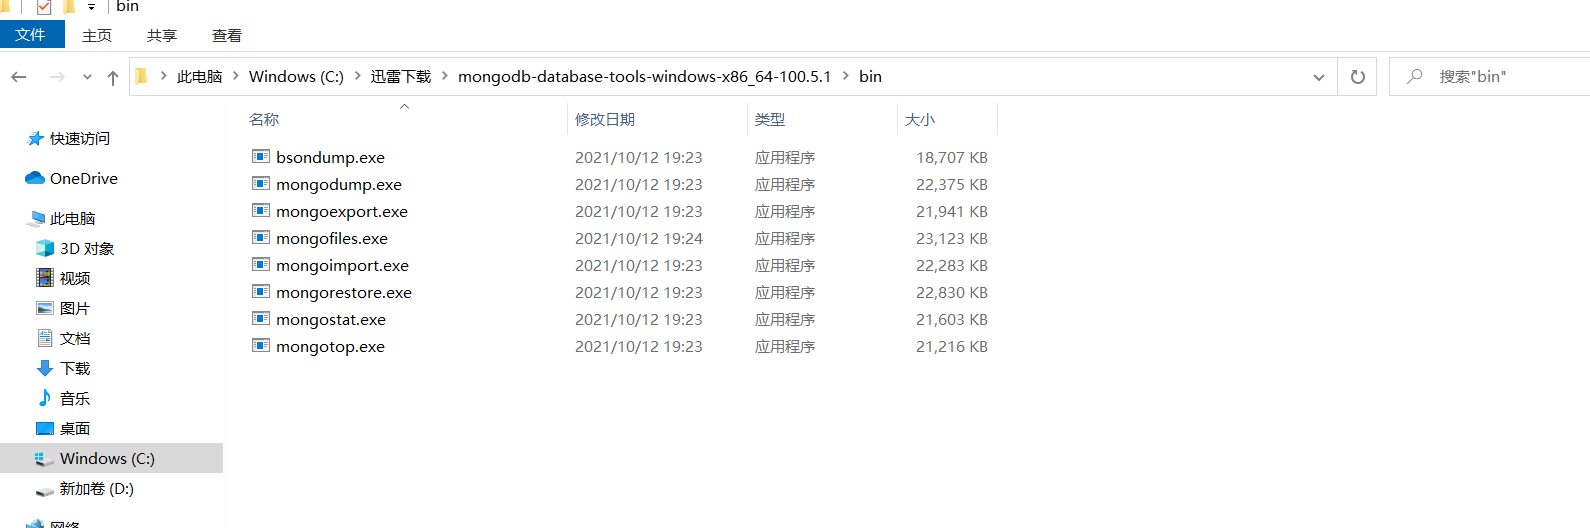 bin
文件 主页 共享 查看
此电脑 Windows (C:) 迅雷下载 mongodb-database-tools-windows-x86_64-100.5.1 bin 搜索"bin"
名称 修改日期 类型 大小
快速访问
OneDrive
此电脑
3D 对象
视频
图片
文档
下载
音乐
桌面
Windows (C:)
新加卷 (D:)
网络
bsondump.exe 2021/10/12 19:23 应用程序 18,707 KB
mongodump.exe 2021/10/12 19:23 应用程序 22,375 KB
mongoexport.exe 2021/10/12 19:23 应用程序 21,941 KB
mongofiles.exe 2021/10/12 19:24 应用程序 23,123 KB
mongoimport.exe 2021/10/12 19:23 应用程序 22,283 KB
mongorestore.exe 2021/10/12 19:23 应用程序 22,830 KB
mongostat.exe 2021/10/12 19:23 应用程序 21,603 KB
mongotop.exe 2021/10/12 19:23 应用程序 21,216 KB